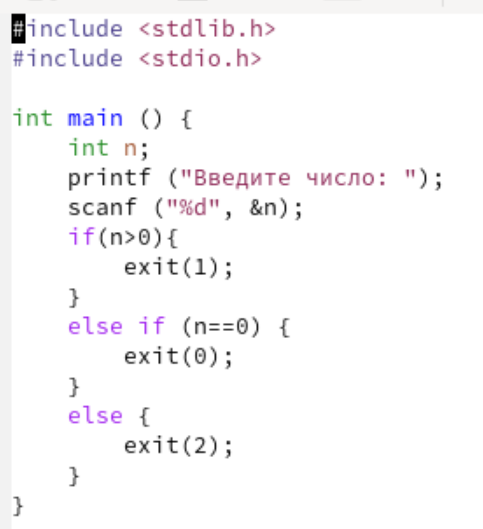 #include <stdlib.h>
#include <stdio.h>

int main () {
    int n;
    printf ("Введите число: ");
    scanf ("%d", &n);
    if(n>0){
        exit(1);
    }
    else if (n==0) {
        exit(0);
    }
    else {
        exit(2);
    }
}